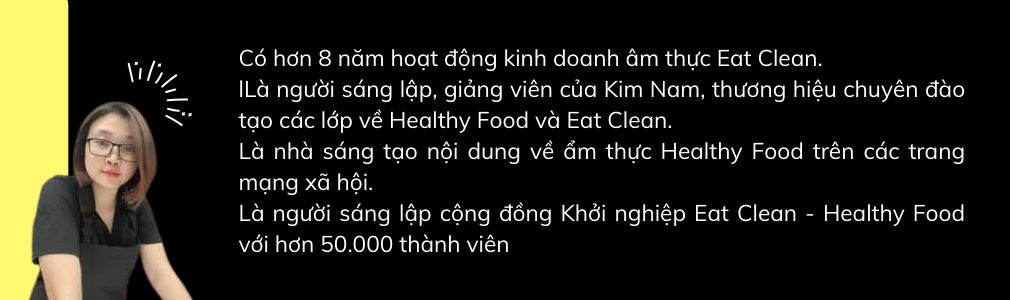 Có hơn 8 năm hoạt động kinh doanh âm thực Eat Clean.
lLà người sáng lập, giảng viên của Kim Nam, thương hiệu chuyên đào
tạo các lớp về Healthy Food và Eat Clean.
Là nhà sáng tạo nội dung về ẩm thực Healthy Food trên các trang
mạng xã hội.
Là người sáng lập cộng đồng Khởi nghiệp Eat Clean - Healthy Food
với hơn 50.000 thành viên